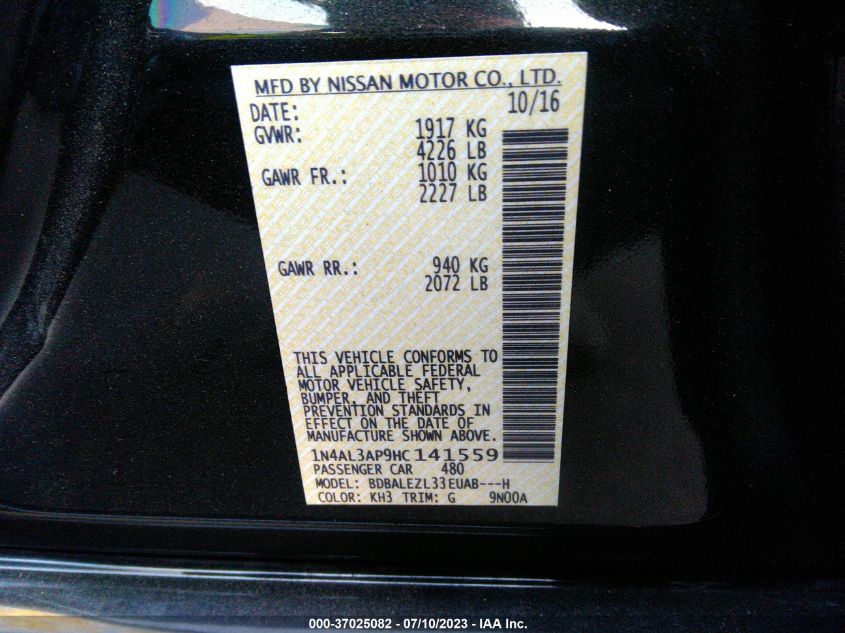 MFD BY NISSAN MOTOR CO., LTD.
DATE: 10/16
GVWR: 1917 KG
4226 LB
GAWR FR.: 1010 KG
2227 LB
GAWR RR.: 940 KG
2072 LB
THIS VEHICLE CONFORMS TO
ALL APPLICABLE FEDERAL
MOTOR VEHICLE SAFETY,
BUMPER, AND THEFT
PREVENTION STANDARDS IN
EFFECT ON THE DATE OF
MANUFACTURE SHOWN ABOVE.
1N4AL3AP9HC141559
PASSENGER CAR 480
MODEL: BDBALEZL33EUAB---H
COLOR: KH3 TRIM: G 9N00A
000-37025082 - 07/10/2023 - IAA Inc.